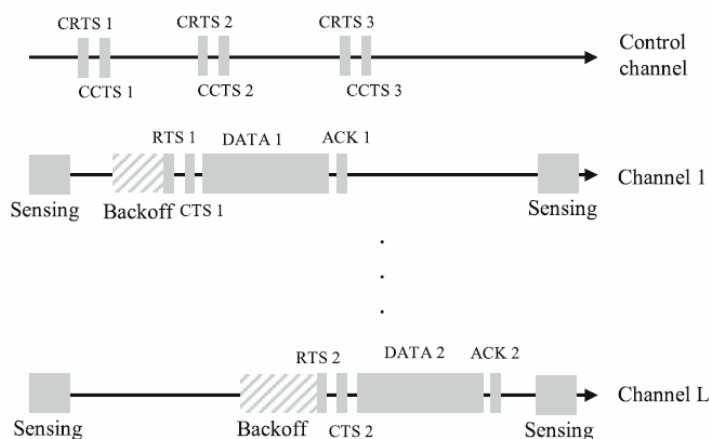 CRTS 1
CRTS 2
CRTS 3
Control
channel
CCTS 1
CCTS 2
CCTS 3
RTS 1
DATA 1
ACK 1
Channel 1
Sensing
Backoff
CTS 1
Sensing
RTS 2
DATA 2
ACK 2
Channel L
Sensing
Backoff
CTS 2
Sensing